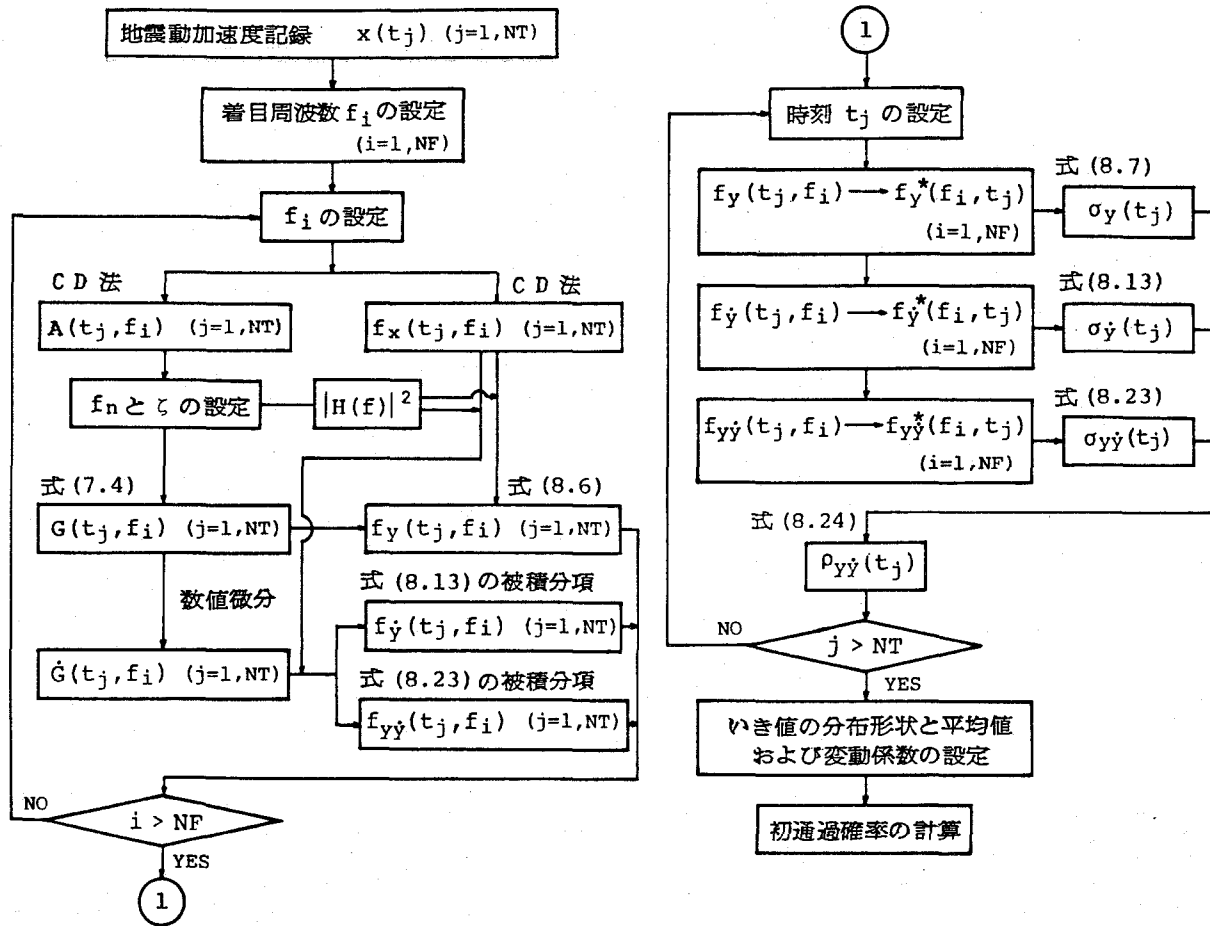 地震動加速度記録 x(tj) (j=1,NT)
着目周波数 fi の設定
(i=1,NF)
fi の設定
CD法
A(tj,fi) (j=1,NT)
CD法
fx(tj,fi) (j=1,NT)
fnとζの設定
|H(f)|²
式(7.4)
G(tj,fi) (j=1,NT)
式(8.6)
fy(tj,fi) (j=1,NT)
数値微分
式(8.13)の被積分項
fẏ(tj,fi) (j=1,NT)
Ġ(tj,fi) (j=1,NT)
式(8.23)の被積分項
fyẏ(tj,fi) (j=1,NT)
NO
i > NF
YES
1
1
時刻 tj の設定
fy(tj,fi)→fy*(fi,tj)
(i=1,NF)
式(8.7)
σy(tj)
fẏ(tj,fi)→fẏ*(fi,tj)
(i=1,NF)
式(8.13)
σẏ(tj)
fyẏ(tj,fi)→fyẏ*(fi,tj)
(i=1,NF)
式(8.23)
σyẏ(tj)
式(8.24)
ρyẏ(tj)
NO
j > NT
YES
いき値の分布形状と平均値
および変動係数の設定
初通過確率の計算